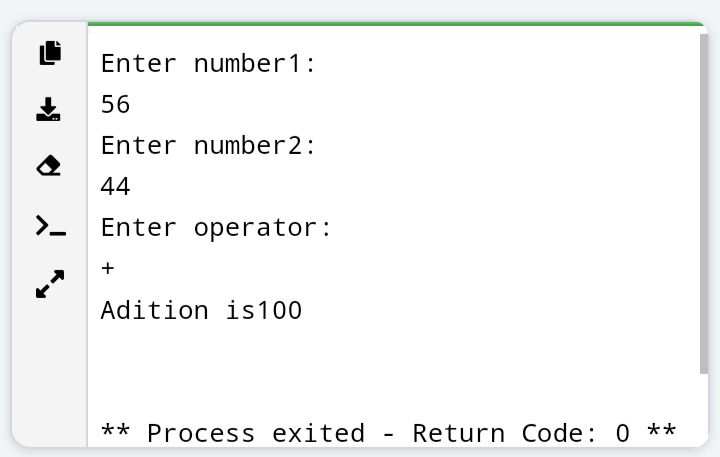 Enter number1:
56
Enter number2:
44
Enter operator:
+
Adition is100
** Process exited - Return Code: 0 **